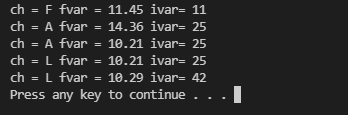 ch = F fvar = 11.45 ivar= 11
ch = A fvar = 14.36 ivar= 25
ch = A fvar = 10.21 ivar= 25
ch = L fvar = 10.21 ivar= 25
ch = L fvar = 10.29 ivar= 42
Press any key to continue . . .